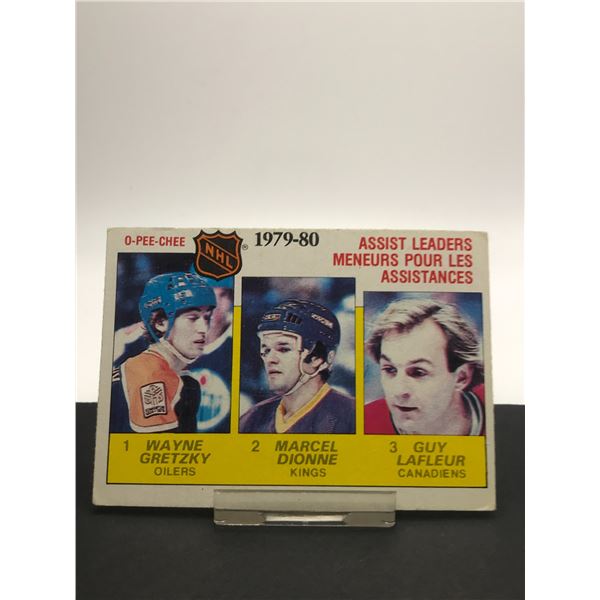 O-PEE-CHEE
NHL
1979-80
ASSIST LEADERS
MENEURS POUR LES
ASSISTANCES
1 WAYNE
GRETZKY
OILERS
2 MARCEL
DIONNE
KINGS
3 GUY
LAFLEUR
CANADIENS